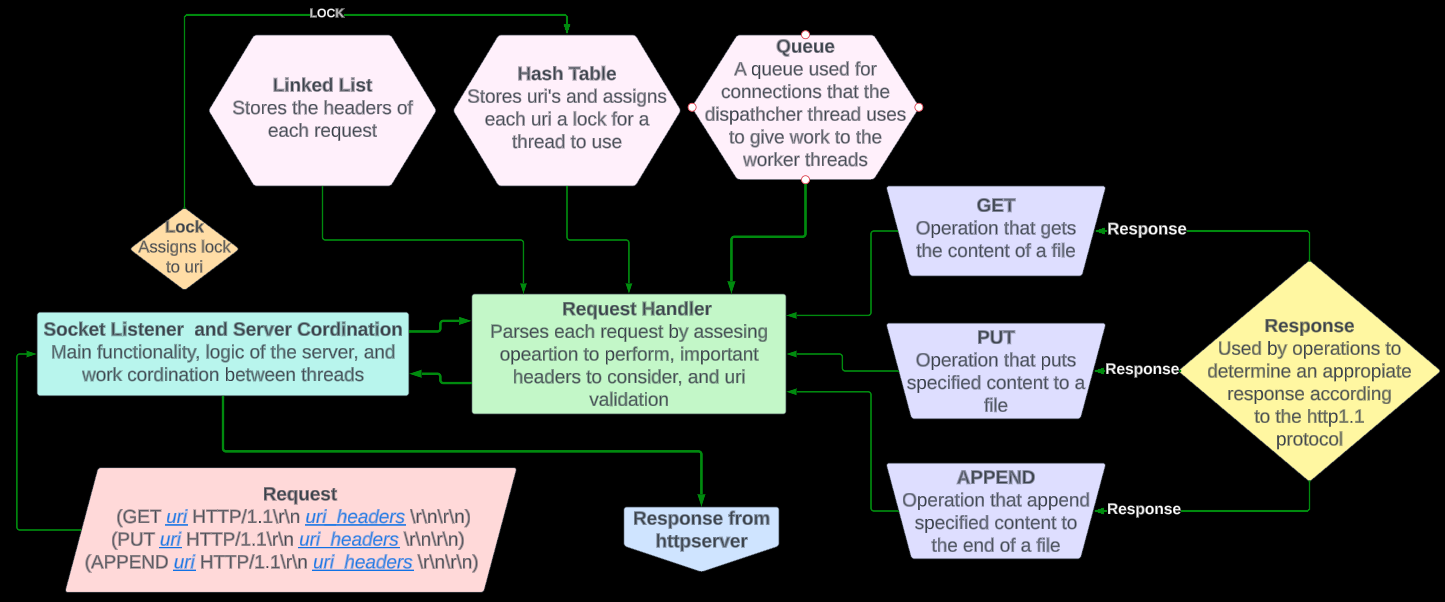 LOCK
Linked List
Stores the headers of
each request
Hash Table
Stores uri's and assigns
each uri a lock for a
thread to use
Queue
A queue used for
connections that the
dispathcher thread uses
to give work to the
worker threads
Lock
Assigns lock
to uri
GET
Operation that gets
the content of a file
Response
Socket Listener and Server Cordination
Main functionality, logic of the server, and
work cordination between threads
Request Handler
Parses each request by assesing
opeartion to perform, important
headers to consider, and uri
validation
PUT
Operation that puts
specified content to a
file
Response
Response
Used by operations to
determine an appropiate
response according
to the http1.1
protocol
APPEND
Operation that append
specified content to
the end of a file
Response
Request
(GET uri HTTP/1.1\r\n uri_headers \r\n\r\n)
(PUT uri HTTP/1.1\r\n uri_headers \r\n\r\n)
(APPEND uri HTTP/1.1\r\n uri_headers \r\n\r\n)
Response from
httpserver